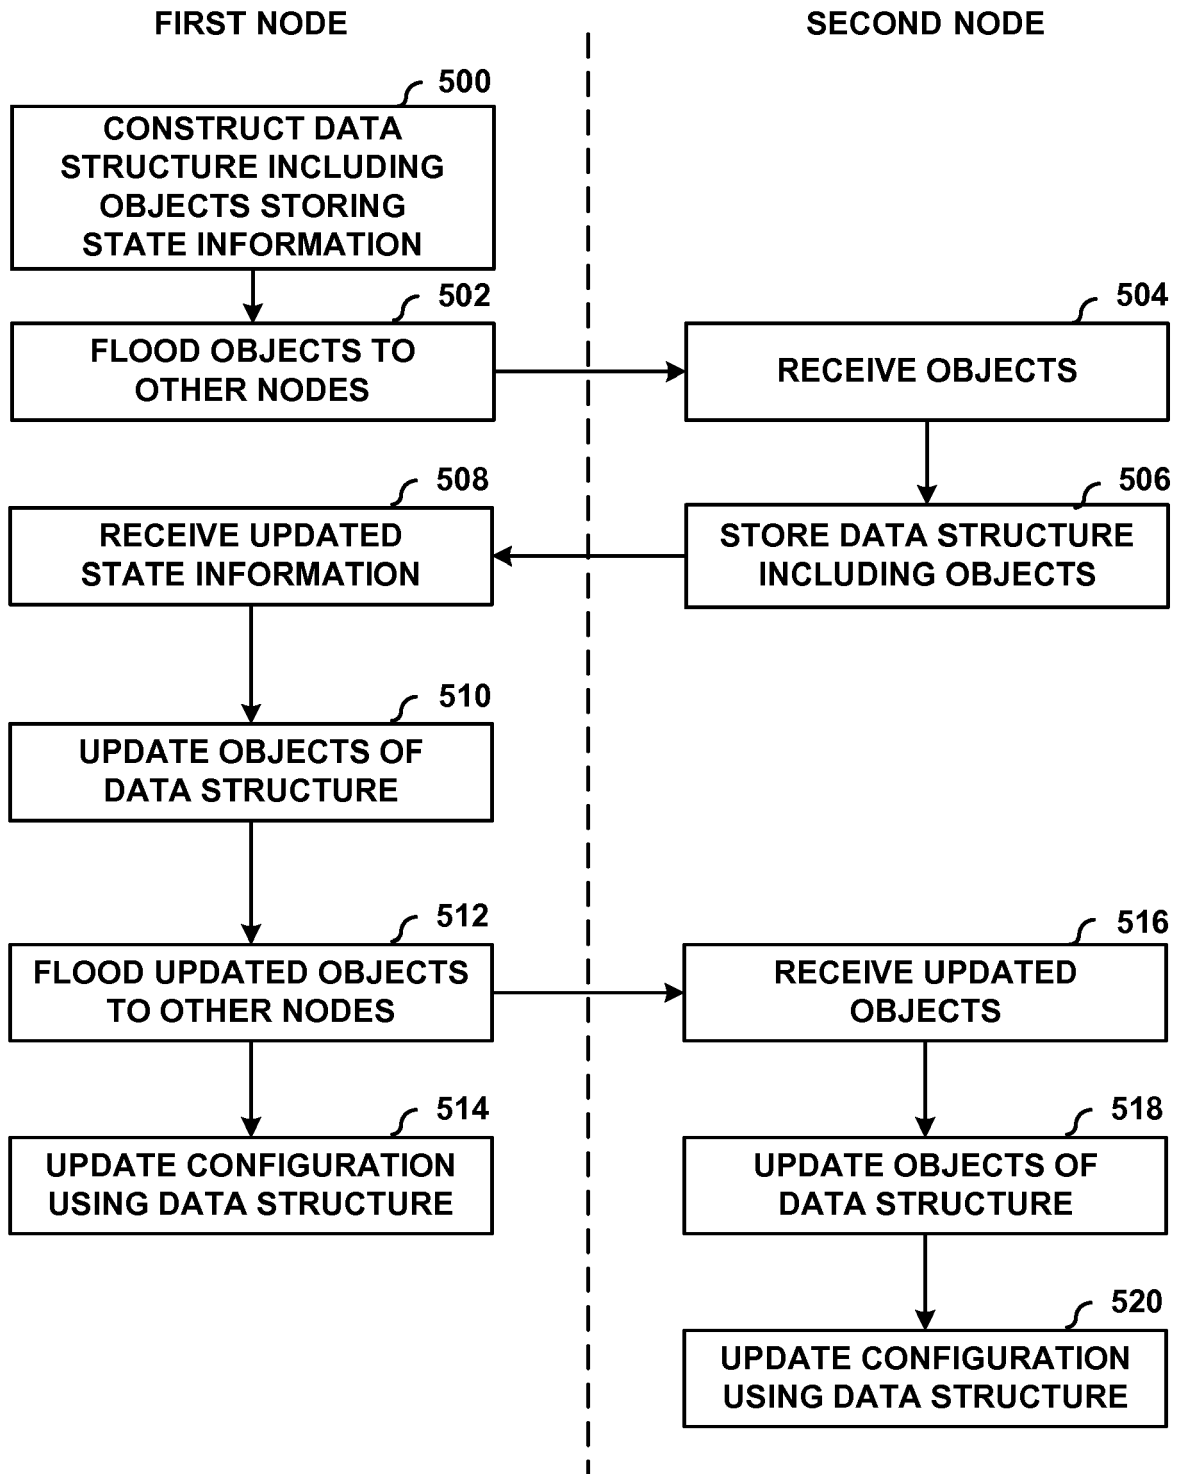 FIRST NODE
SECOND NODE
500
CONSTRUCT DATA
STRUCTURE INCLUDING
OBJECTS STORING
STATE INFORMATION
502
FLOOD OBJECTS TO
OTHER NODES
504
RECEIVE OBJECTS
506
STORE DATA STRUCTURE
INCLUDING OBJECTS
508
RECEIVE UPDATED
STATE INFORMATION
510
UPDATE OBJECTS OF
DATA STRUCTURE
512
FLOOD UPDATED OBJECTS
TO OTHER NODES
514
UPDATE CONFIGURATION
USING DATA STRUCTURE
516
RECEIVE UPDATED
OBJECTS
518
UPDATE OBJECTS OF
DATA STRUCTURE
520
UPDATE CONFIGURATION
USING DATA STRUCTURE